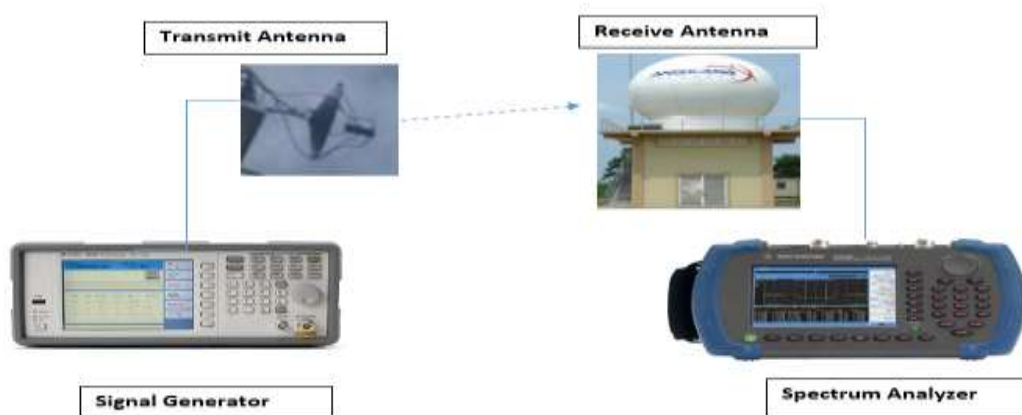 Transmit Antenna
Receive Antenna
Signal Generator
Spectrum Analyzer